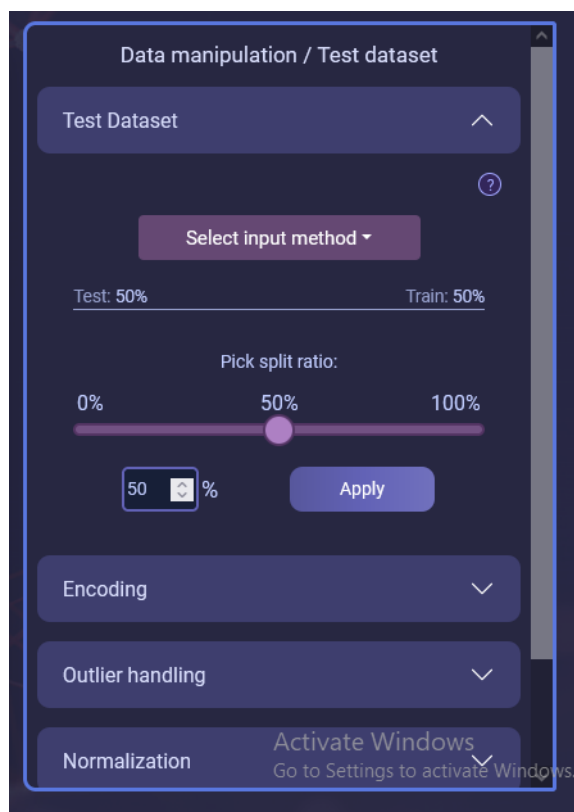 Data manipulation / Test dataset
Test Dataset
?
Select input method
Test: 50% Train: 50%
Pick split ratio:
0% 50% 100%
50 % Apply
Encoding
Outlier handling
Activate Windows
Normalization
Go to Settings to activate Windows.